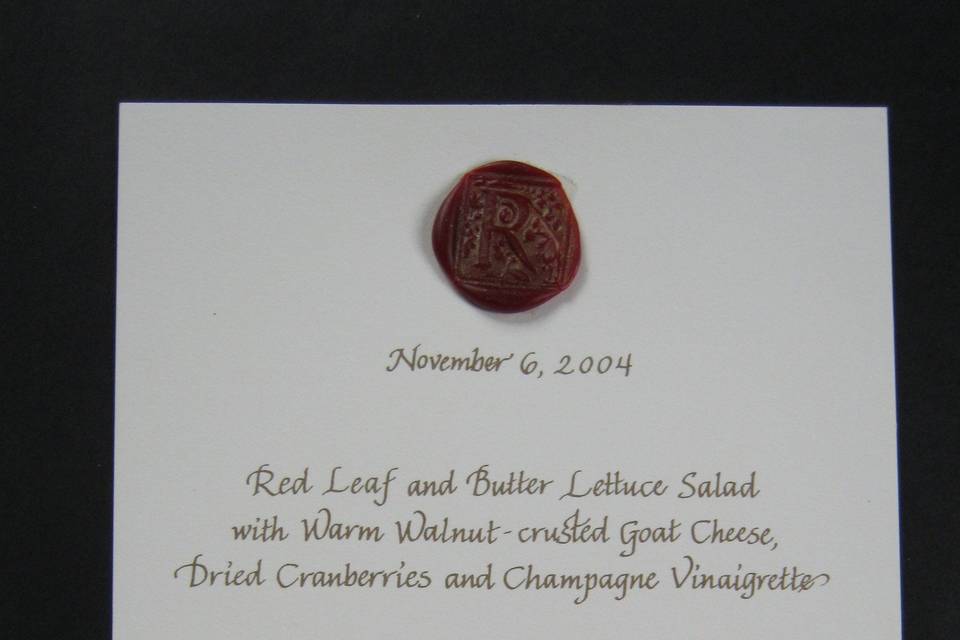 R
November 6, 2004
Red Leaf and Butter Lettuce Salad
with Warm Walnut-crusted Goat Cheese,
Dried Cranberries and Champagne Vinaigrette